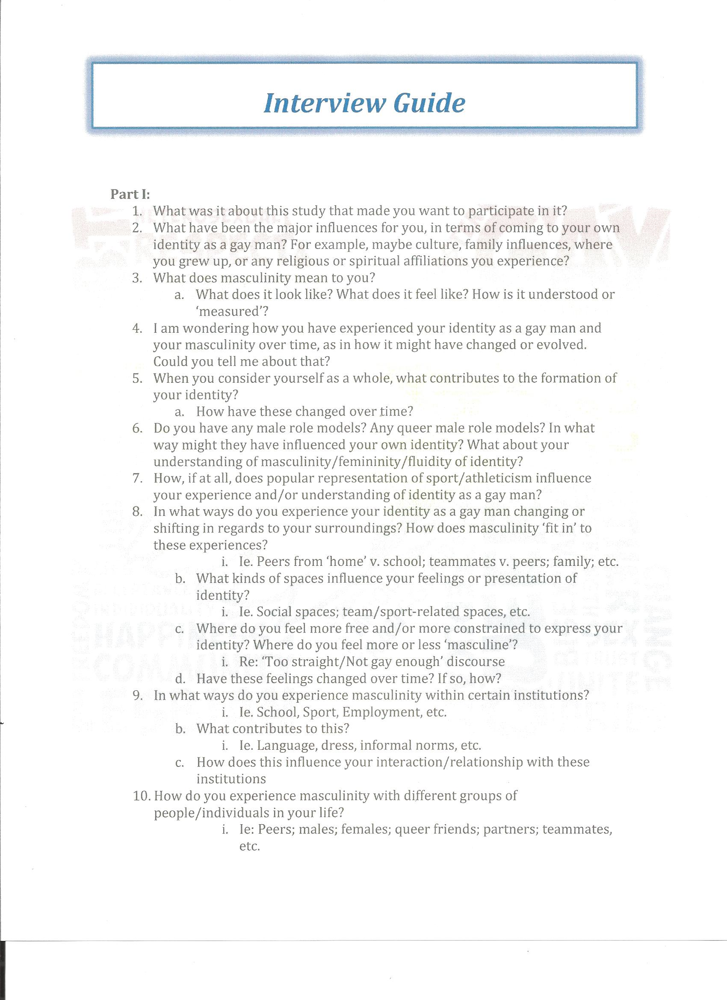 Interview Guide
Part I:
1. What was it about this study that made you want to participate in it?
2. What have been the major influences for you, in terms of coming to your own
identity as a gay man? For example, maybe culture, family influences, where
you grew up, or any religious or spiritual affiliations you experience?
3. What does masculinity mean to you?
a. What does it look like? What does it feel like? How is it understood or
‘measured’?
4. I am wondering how you have experienced your identity as a gay man and
your masculinity over time, as in how it might have changed or evolved.
Could you tell me about that?
5. When you consider yourself as a whole, what contributes to the formation of
your identity?
a. How have these changed over time?
6. Do you have any male role models? Any queer male role models? In what
way might they have influenced your own identity? What about your
understanding of masculinity/femininity/fluidity of identity?
7. How, if at all, does popular representation of sport/athleticism influence
your experience and/or understanding of identity as a gay man?
8. In what ways do you experience your identity as a gay man changing or
shifting in regards to your surroundings? How does masculinity ‘fit in’ to
these experiences?
i. Ie. Peers from ‘home’ v. school; teammates v. peers; family; etc.
b. What kinds of spaces influence your feelings or presentation of
identity?
i. Ie. Social spaces; team/sport-related spaces, etc.
c. Where do you feel more free and/or more constrained to express your
identity? Where do you feel more or less ‘masculine’?
i. Re: ‘Too straight/Not gay enough’ discourse
d. Have these feelings changed over time? If so, how?
9. In what ways do you experience masculinity within certain institutions?
i. Ie. School, Sport, Employment, etc.
b. What contributes to this?
i. Ie. Language, dress, informal norms, etc.
c. How does this influence your interaction/relationship with these
institutions
10. How do you experience masculinity with different groups of
people/individuals in your life?
i. Ie: Peers; males; females; queer friends; partners; teammates,
etc.